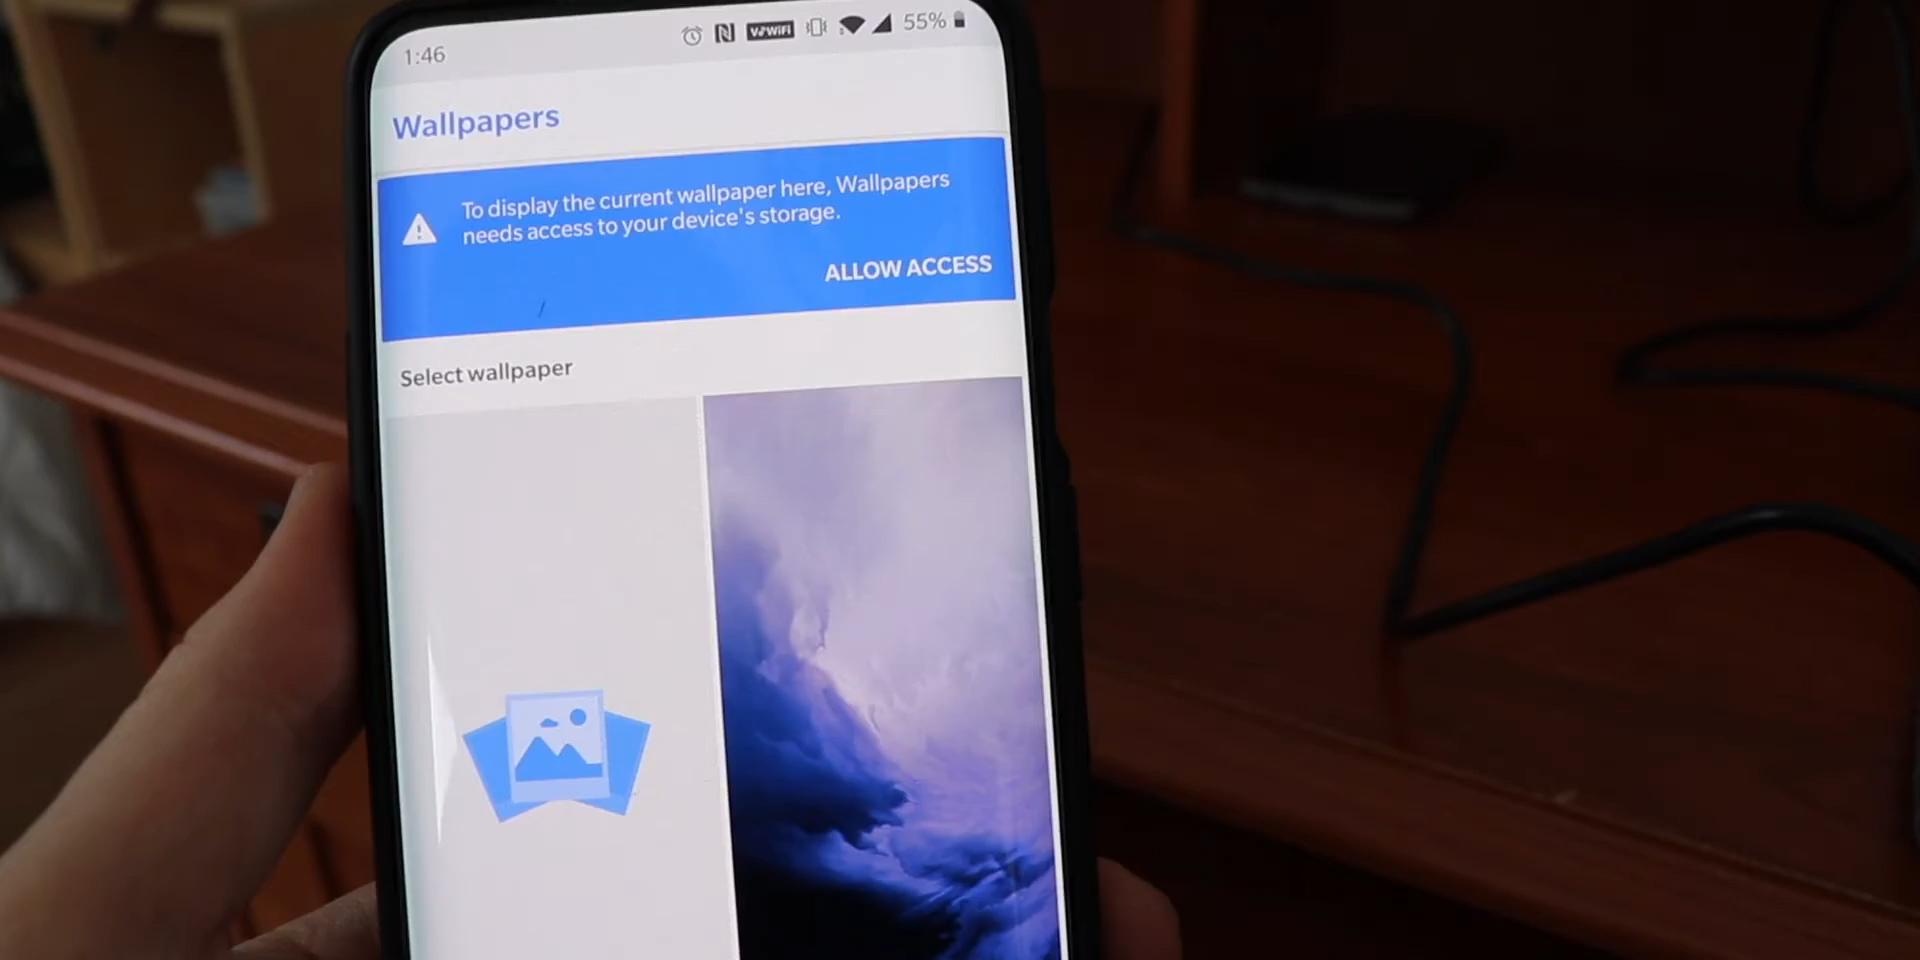 1:46
VoWiFi
55%
Wallpapers
To display the current wallpaper here, Wallpapers
needs access to your device's storage.
ALLOW ACCESS
Select wallpaper